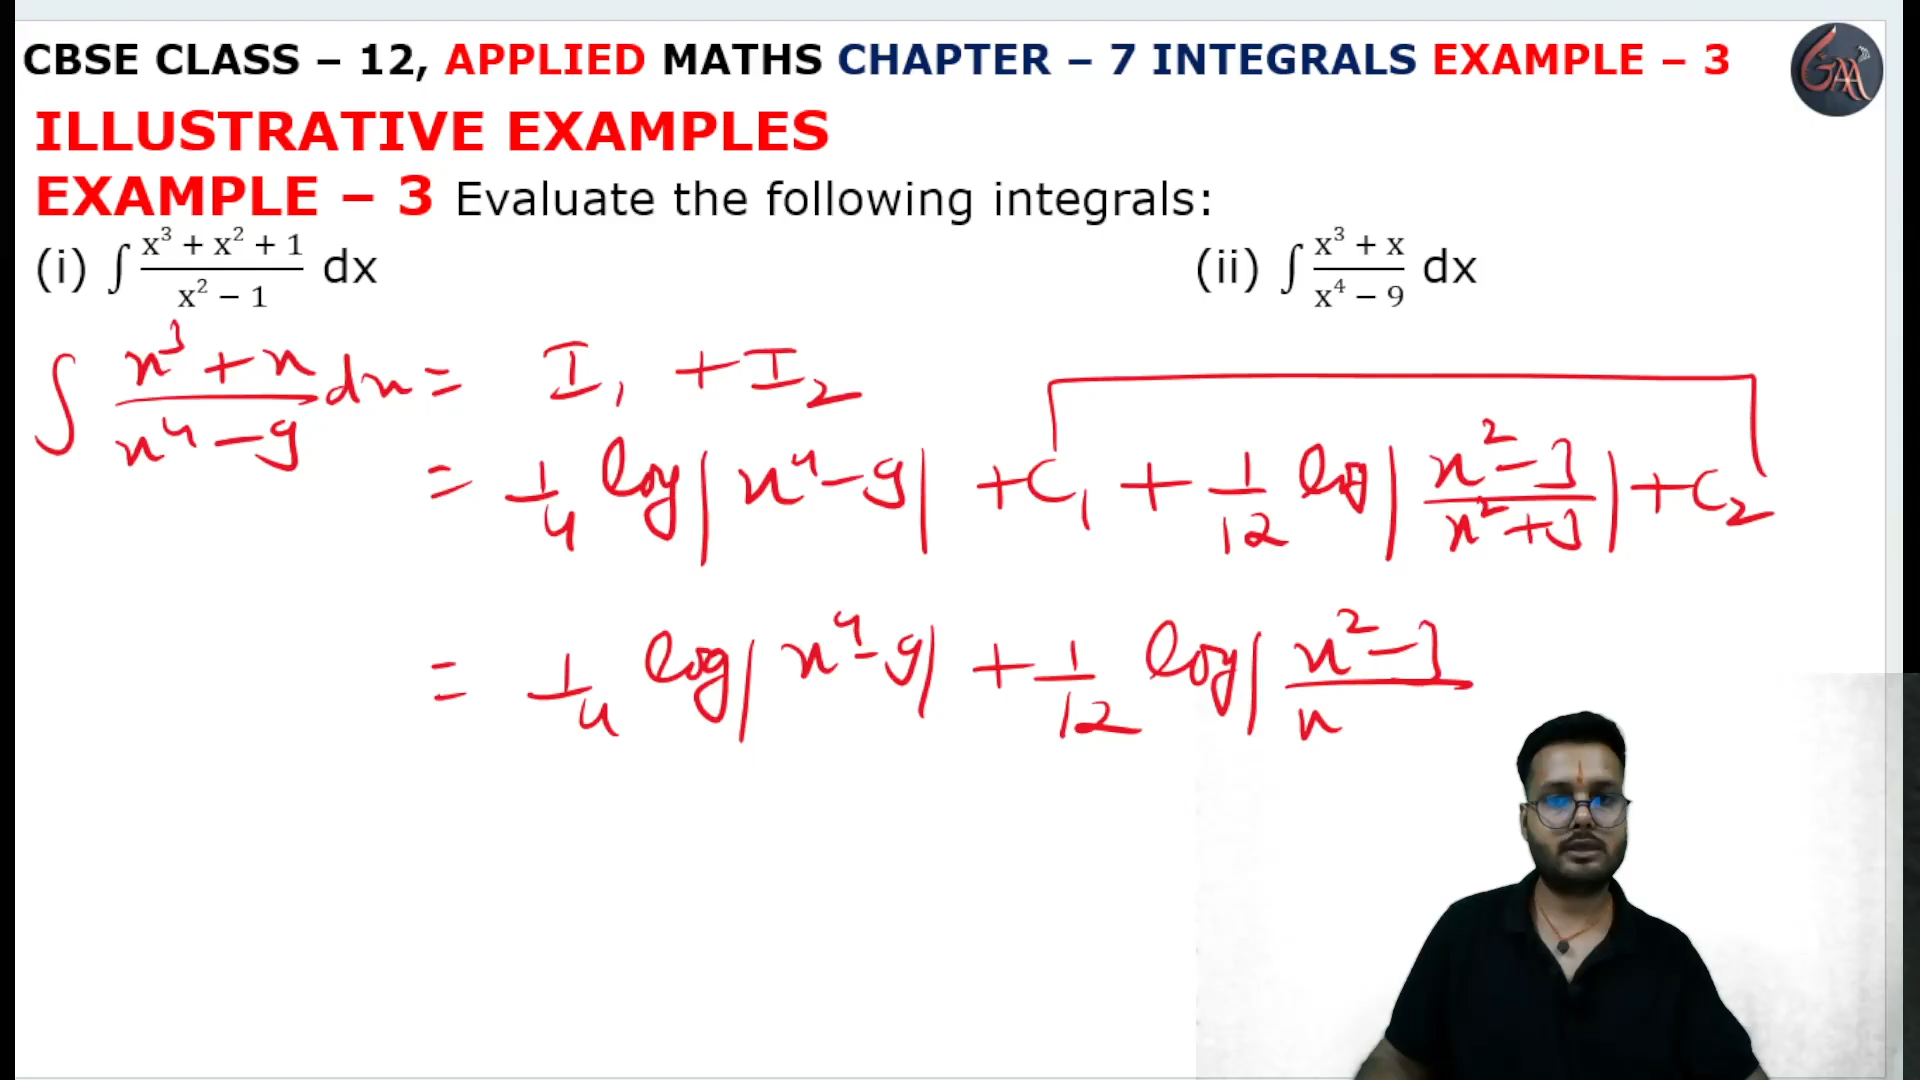 CBSE CLASS – 12, APPLIED MATHS CHAPTER – 7 INTEGRALS EXAMPLE – 3
ILLUSTRATIVE EXAMPLES
EXAMPLE – 3 Evaluate the following integrals:
(i) ∫ (x³ + x² + 1)/(x² − 1) dx (ii) ∫ (x³ + x)/(x⁴ − 9) dx
∫ (x³ + x)/(x⁴ − 9) dx = I₁ + I₂
= 1/4 log|x⁴ − 9| + C₁ + 1/12 log|(x² − 3)/(x² + 3)| + C₂
= 1/4 log|x⁴ − 9| + 1/12 log|(x² − 3)/x